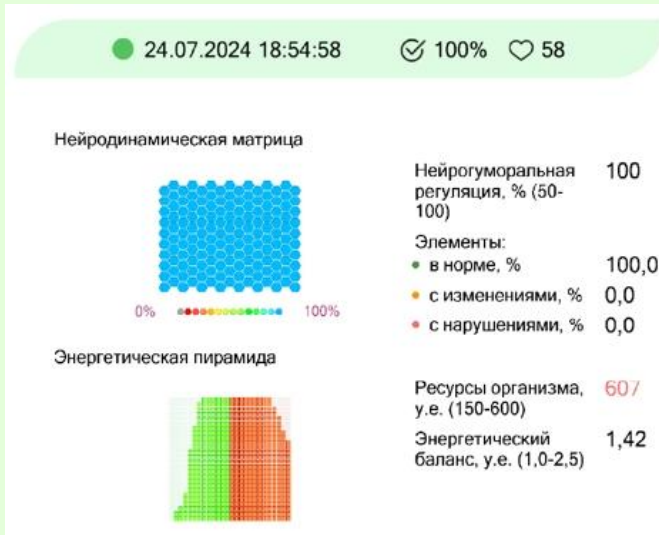 24.07.2024 18:54:58 100% 58
Нейродинамическая матрица
0% 100%
Энергетическая пирамида
Нейрогуморальная 100
регуляция, % (50-
100)
Элементы:
• в норме, % 100,0
• с изменениями, % 0,0
• с нарушениями, % 0,0
Ресурсы организма, 607
у.е. (150-600)
Энергетический 1,42
баланс, у.е. (1,0-2,5)